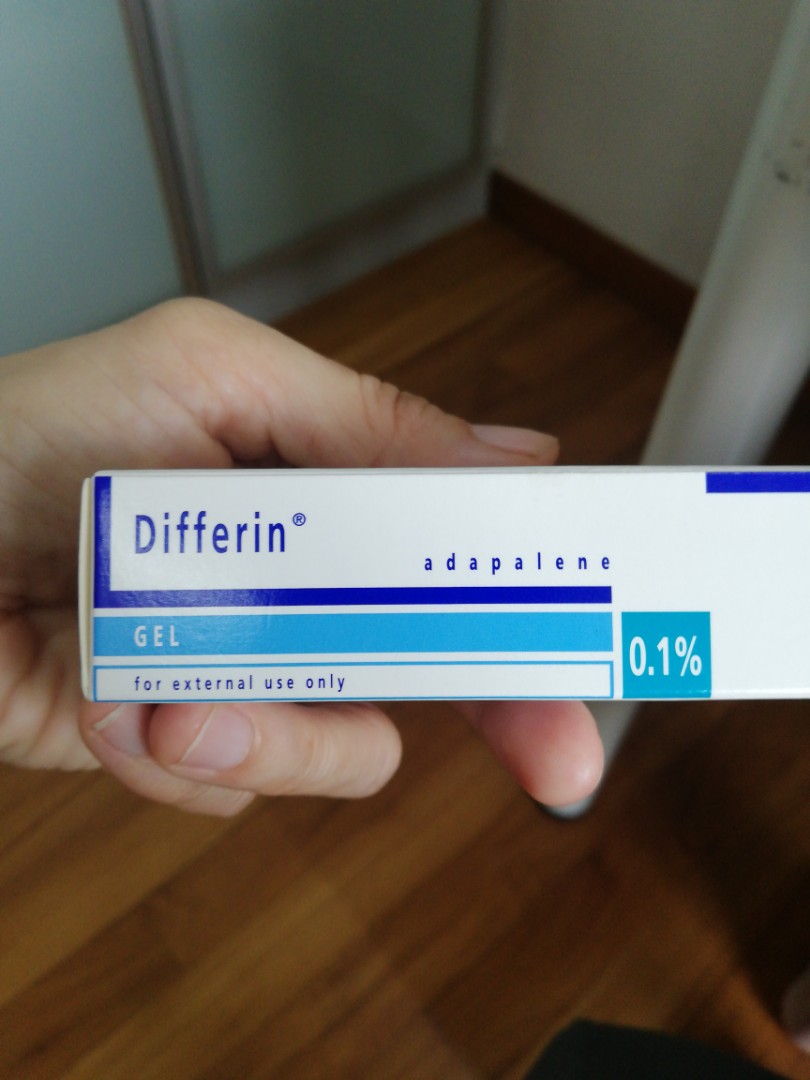 Differin®
adapalene
GEL
0.1%
for external use only